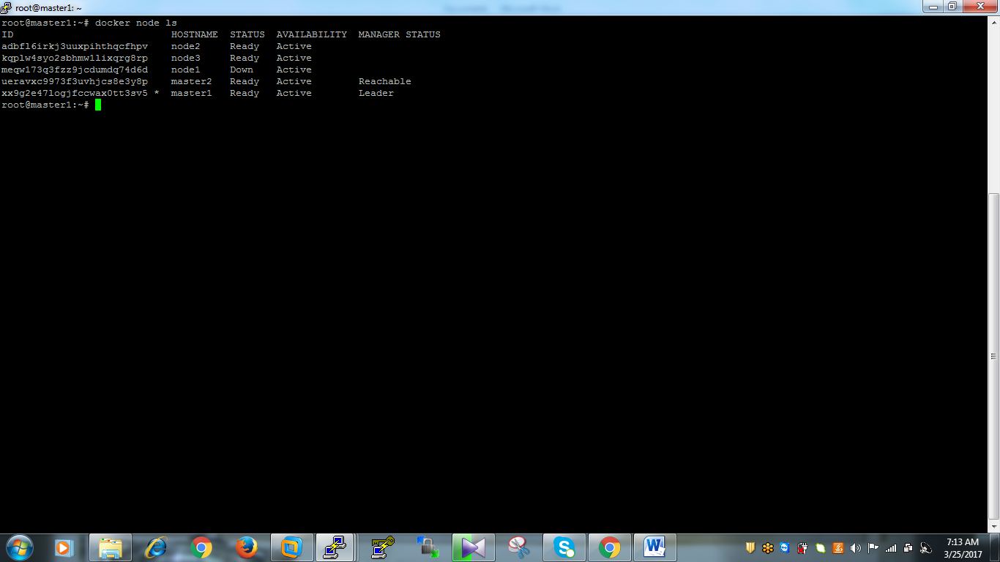 root@master1: ~
root@master1:~# docker node ls
ID HOSTNAME STATUS AVAILABILITY MANAGER STATUS
adbfl6irkj3uuxpihthqcfhpv node2 Ready Active
kqplw4syo2sbhmw1lixqrg8rp node3 Ready Active
meqw173q3fzz9jcdumdq74d6d node1 Down Active
ueravxc9973f3uvhjcs8e3y8p master2 Ready Active Reachable
xx9g2e47logjfccwax0tt3sv5 * master1 Ready Active Leader
root@master1:~#
7:13 AM
3/25/2017